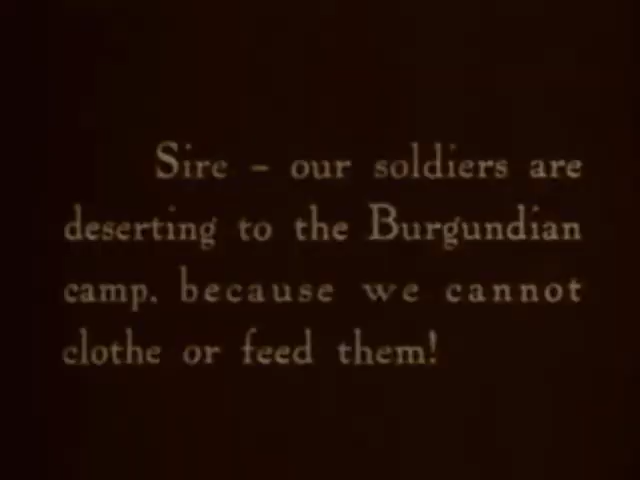 Sire - our soldiers are
deserting to the Burgundian
camp. because we cannot
clothe or feed them!